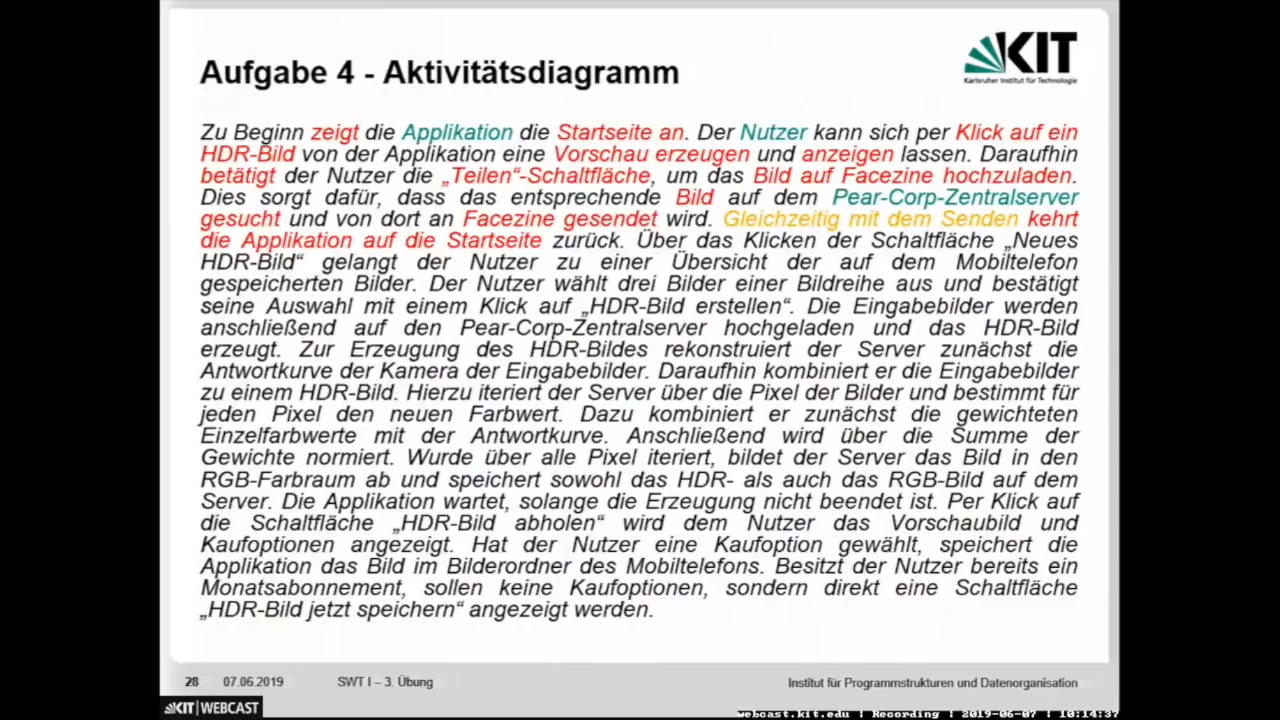 KIT
Karlsruher Institut für Technologie
Aufgabe 4 - Aktivitätsdiagramm
Zu Beginn zeigt die Applikation die Startseite an. Der Nutzer kann sich per Klick auf ein
HDR-Bild von der Applikation eine Vorschau erzeugen und anzeigen lassen. Daraufhin
betätigt der Nutzer die „Teilen“-Schaltfläche, um das Bild auf Facezine hochzuladen.
Dies sorgt dafür, dass das entsprechende Bild auf dem Pear-Corp-Zentralserver
gesucht und von dort an Facezine gesendet wird. Gleichzeitig mit dem Senden kehrt
die Applikation auf die Startseite zurück. Über das Klicken der Schaltfläche „Neues
HDR-Bild“ gelangt der Nutzer zu einer Übersicht der auf dem Mobiltelefon
gespeicherten Bilder. Der Nutzer wählt drei Bilder einer Bildreihe aus und bestätigt
seine Auswahl mit einem Klick auf „HDR-Bild erstellen“. Die Eingabebilder werden
anschließend auf den Pear-Corp-Zentralserver hochgeladen und das HDR-Bild
erzeugt. Zur Erzeugung des HDR-Bildes rekonstruiert der Server zunächst die
Antwortkurve der Kamera der Eingabebilder. Daraufhin kombiniert er die Eingabebilder
zu einem HDR-Bild. Hierzu iteriert der Server über die Pixel der Bilder und bestimmt für
jeden Pixel den neuen Farbwert. Dazu kombiniert er zunächst die gewichteten
Einzelfarbwerte mit der Antwortkurve. Anschließend wird über die Summe der
Gewichte normiert. Wurde über alle Pixel iteriert, bildet der Server das Bild in den
RGB-Farbraum ab und speichert sowohl das HDR- als auch das RGB-Bild auf dem
Server. Die Applikation wartet, solange die Erzeugung nicht beendet ist. Per Klick auf
die Schaltfläche „HDR-Bild abholen“ wird dem Nutzer das Vorschaubild und
Kaufoptionen angezeigt. Hat der Nutzer eine Kaufoption gewählt, speichert die
Applikation das Bild im Bilderordner des Mobiltelefons. Besitzt der Nutzer bereits ein
Monatsabonnement, sollen keine Kaufoptionen, sondern direkt eine Schaltfläche
„HDR-Bild jetzt speichern“ angezeigt werden.
28 07.06.2019 SWT I – 3. Übung Institut für Programmstrukturen und Datenorganisation
KIT | WEBCAST
webcast.kit.edu | Recording | 2019-06-07 | 10:14:37